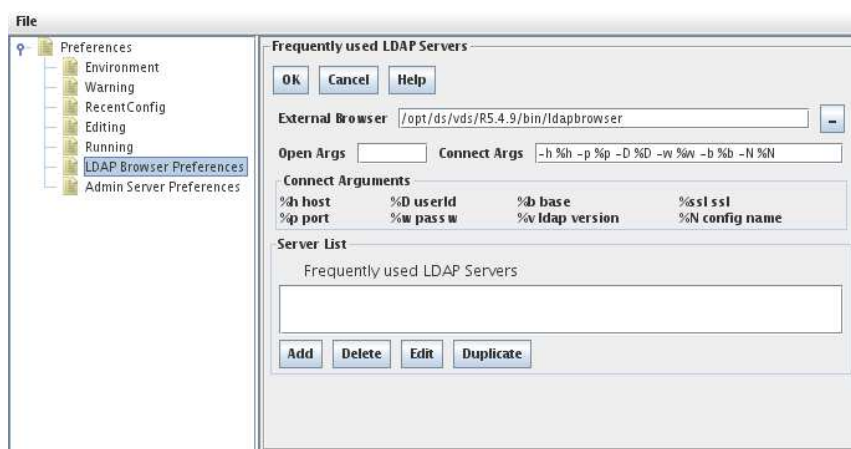 File
Preferences
Environment
Warning
RecentConfig
Editing
Running
LDAP Browser Preferences
Admin Server Preferences
Frequently used LDAP Servers
OK Cancel Help
External Browser /opt/ds/vds/R5.4.9/bin/ldapbrowser ...
Open Args Connect Args -h %h -p %p -D %D -w %w -b %b -N %N
Connect Arguments
%h host %D userId %b base %ssl ssl
%p port %w pass w %v ldap version %N config name
Server List
Frequently used LDAP Servers
Add Delete Edit Duplicate